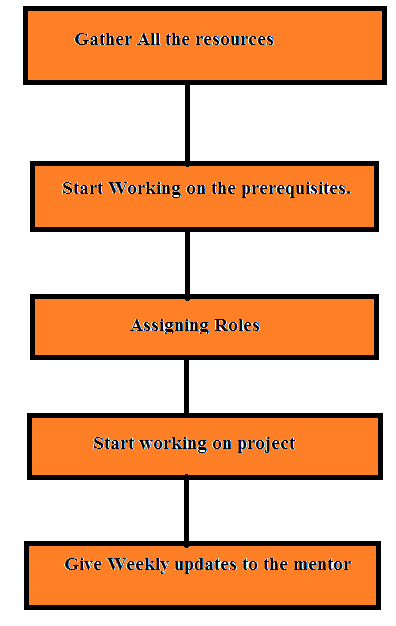 Gather All the resources
Start Working on the prerequisites.
Assigning Roles
Start working on project
Give Weekly updates to the mentor